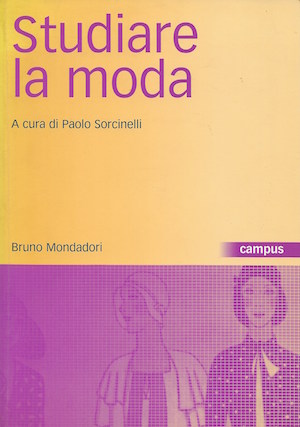 Studiare
la moda
A cura di Paolo Sorcinelli
Bruno Mondadori
campus